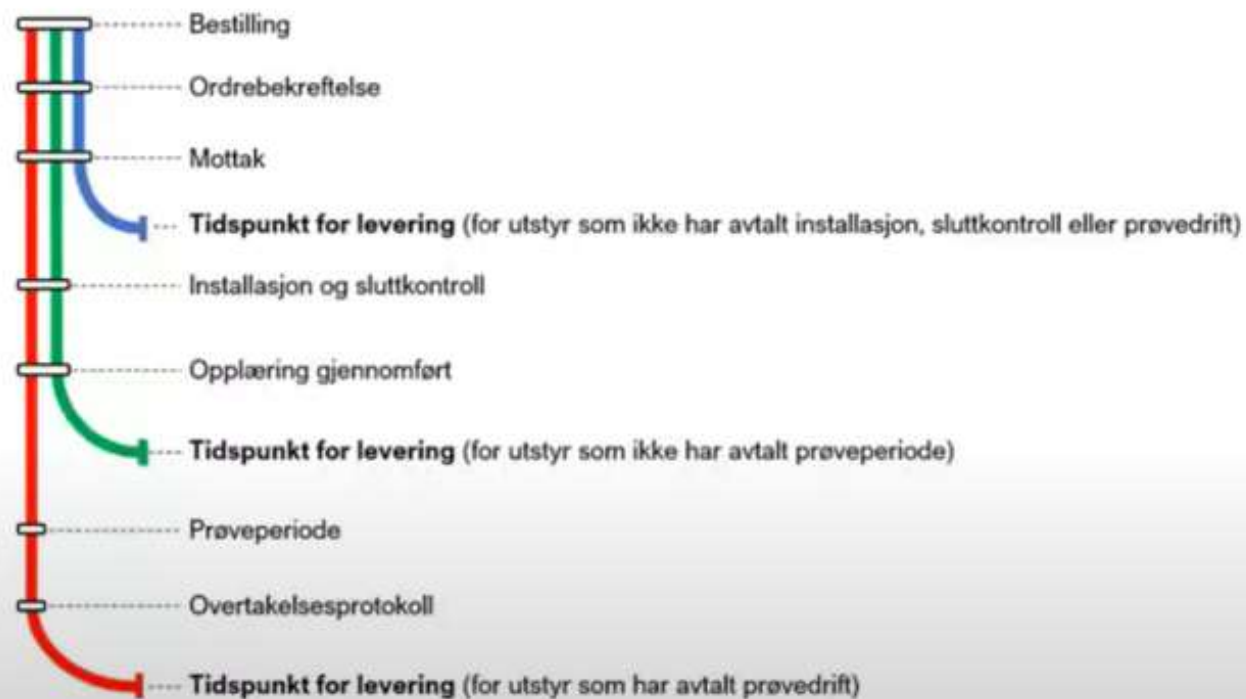 Bestilling
Ordrebekreftelse
Mottak
Tidspunkt for levering (for utstyr som ikke har avtalt installasjon, sluttkontroll eller prøvedrift)
Installasjon og sluttkontroll
Opplæring gjennomført
Tidspunkt for levering (for utstyr som ikke har avtalt prøveperiode)
Prøveperiode
Overtakelsesprotokoll
Tidspunkt for levering (for utstyr som har avtalt prøvedrift)